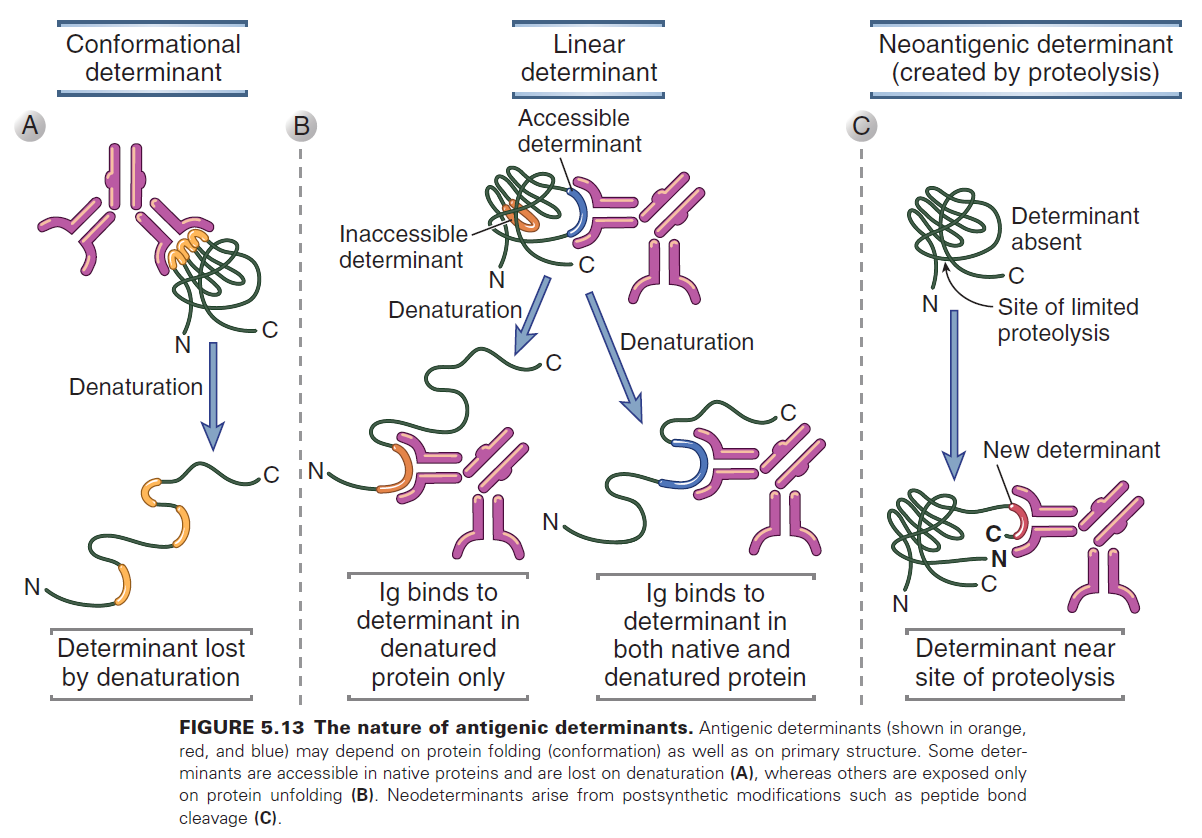 Conformational
determinant
Linear
determinant
Neoantigenic determinant
(created by proteolysis)
A
B
C
Accessible
determinant
Inaccessible
determinant
N
C
Denaturation
Denaturation
N
C
Denaturation
N
C
Determinant lost
by denaturation
C
N
C
N
Ig binds to
determinant in
denatured
protein only
Ig binds to
determinant in
both native and
denatured protein
Determinant
absent
C
N
Site of limited
proteolysis
New determinant
C
N
C
N
Determinant near
site of proteolysis
FIGURE 5.13 The nature of antigenic determinants. Antigenic determinants (shown in orange,
red, and blue) may depend on protein folding (conformation) as well as on primary structure. Some deter-
minants are accessible in native proteins and are lost on denaturation (A), whereas others are exposed only
on protein unfolding (B). Neodeterminants arise from postsynthetic modifications such as peptide bond
cleavage (C).